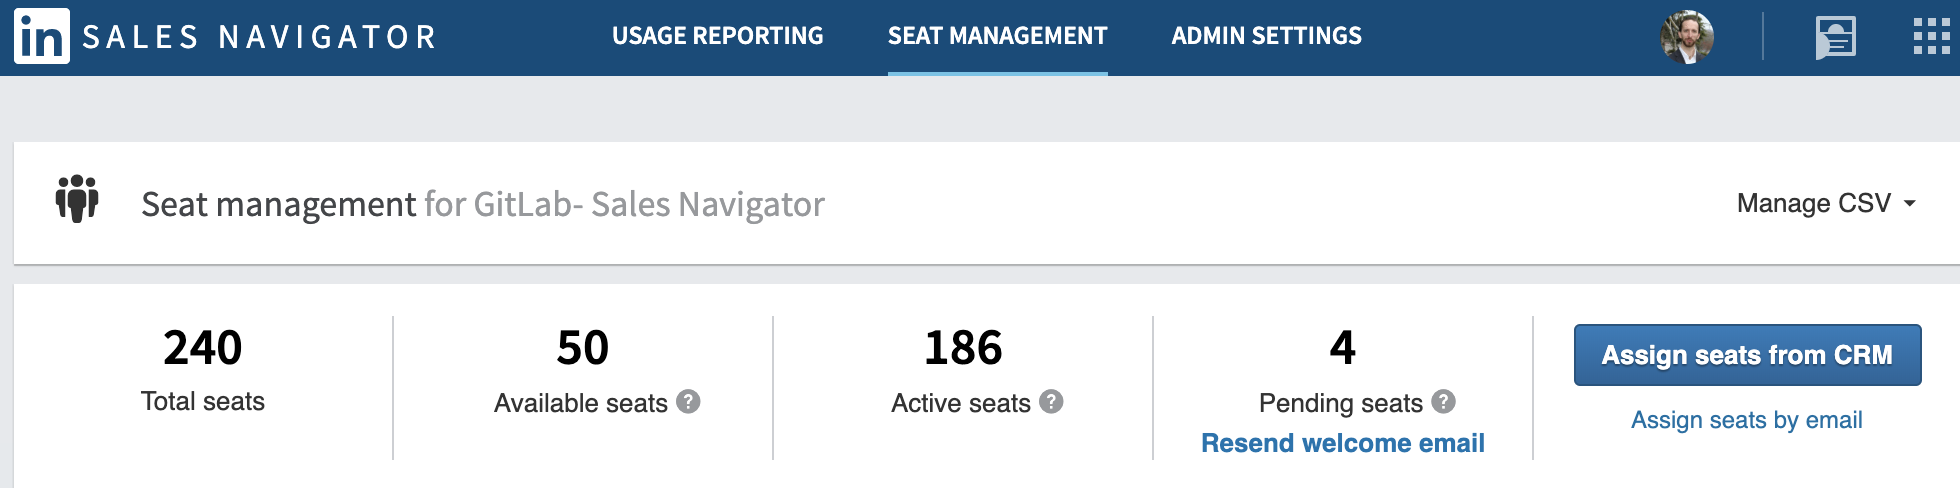 in SALES NAVIGATOR USAGE REPORTING SEAT MANAGEMENT ADMIN SETTINGS
Seat management for GitLab- Sales Navigator Manage CSV
240 50 186 4 Assign seats from CRM
Total seats Available seats ? Active seats ? Pending seats ? Assign seats by email
Resend welcome email